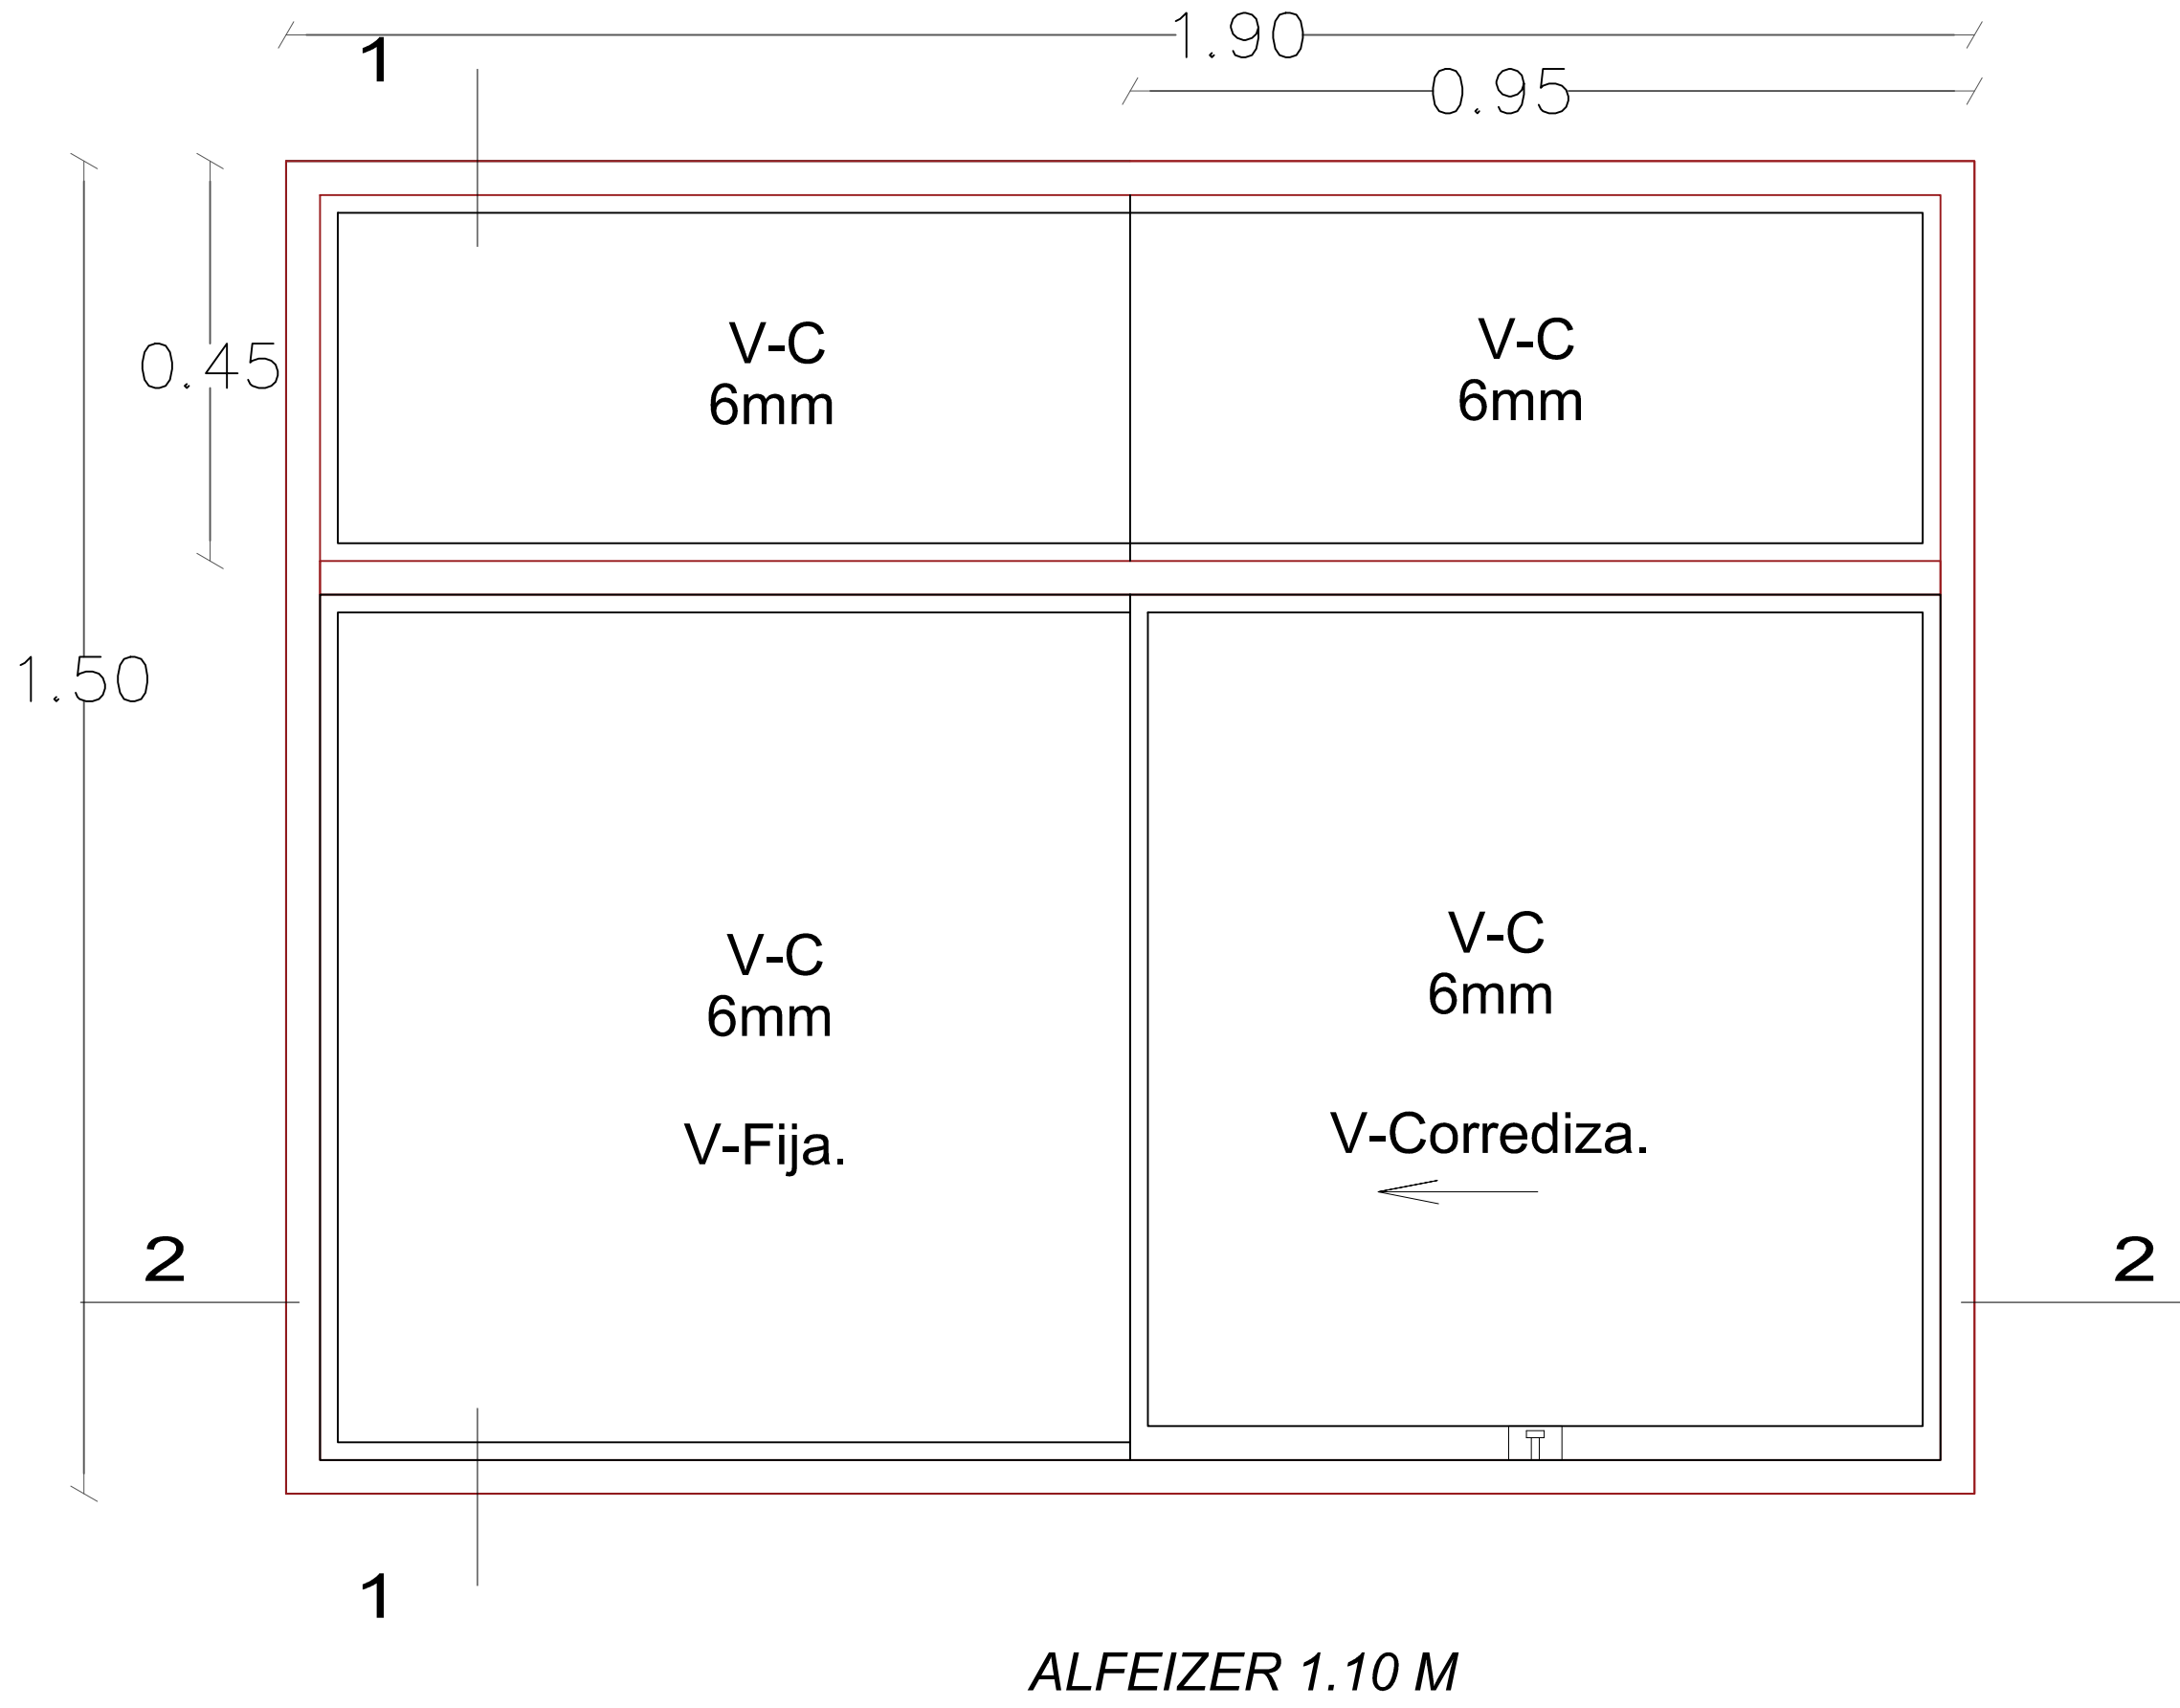 1.90
1
0.95
0.45
V-C
6mm
V-C
6mm
1.50
V-C
6mm
V-Fija.
V-C
6mm
V-Corrediza.
2
2
1
ALFEIZER 1.10 M